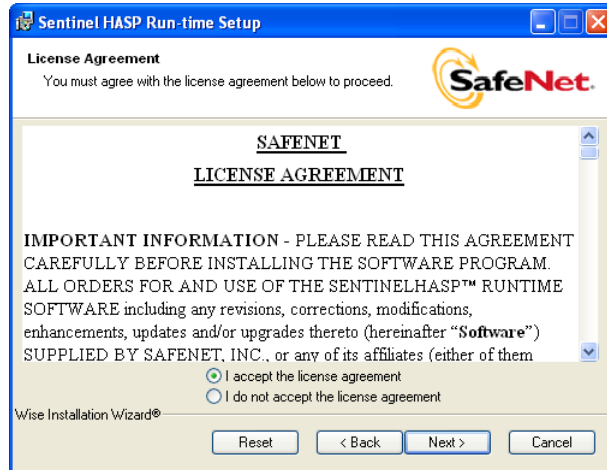 Sentinel HASP Run-time Setup
License Agreement
You must agree with the license agreement below to proceed.
SafeNet.
SAFENET
LICENSE AGREEMENT
IMPORTANT INFORMATION - PLEASE READ THIS AGREEMENT
CAREFULLY BEFORE INSTALLING THE SOFTWARE PROGRAM.
ALL ORDERS FOR AND USE OF THE SENTINELHASP™ RUNTIME
SOFTWARE including any revisions, corrections, modifications,
enhancements, updates and/or upgrades thereto (hereinafter “Software”)
SUPPLIED BY SAFENET, INC., or any of its affiliates (either of them
I accept the license agreement
I do not accept the license agreement
Wise Installation Wizard®
Reset
< Back
Next >
Cancel